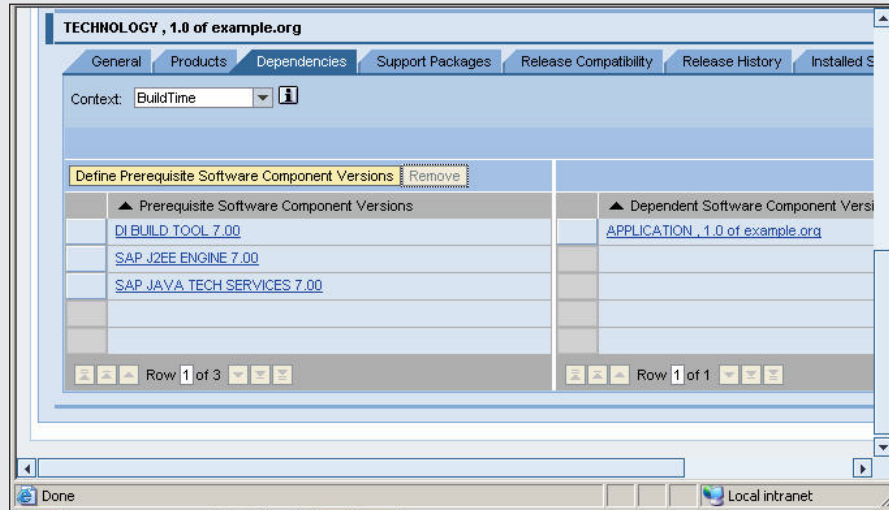 TECHNOLOGY , 1.0 of example.org
General Products Dependencies Support Packages Release Compatibility Release History Installed S
Context: BuildTime
Define Prerequisite Software Component Versions Remove
Prerequisite Software Component Versions
DI BUILD TOOL 7.00
SAP J2EE ENGINE 7.00
SAP JAVA TECH SERVICES 7.00
Row 1 of 3
Dependent Software Component Versi
APPLICATION , 1.0 of example.org
Row 1 of 1
Done
Local intranet